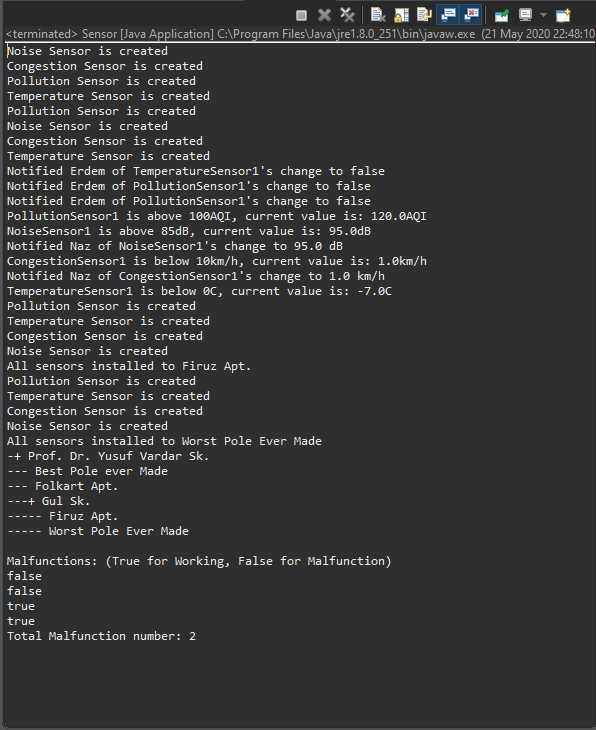 <terminated> Sensor [Java Application] C:\Program Files\Java\jre1.8.0_251\bin\javaw.exe (21 May 2020 22:48:10
Noise Sensor is created
Congestion Sensor is created
Pollution Sensor is created
Temperature Sensor is created
Pollution Sensor is created
Noise Sensor is created
Congestion Sensor is created
Temperature Sensor is created
Notified Erdem of TemperatureSensor1's change to false
Notified Erdem of PollutionSensor1's change to false
Notified Erdem of PollutionSensor1's change to false
PollutionSensor1 is above 100AQI, current value is: 120.0AQI
NoiseSensor1 is above 85dB, current value is: 95.0dB
Notified Naz of NoiseSensor1's change to 95.0 dB
CongestionSensor1 is below 10km/h, current value is: 1.0km/h
Notified Naz of CongestionSensor1's change to 1.0 km/h
TemperatureSensor1 is below 0C, current value is: -7.0C
Pollution Sensor is created
Temperature Sensor is created
Congestion Sensor is created
Noise Sensor is created
All sensors installed to Firuz Apt.
Pollution Sensor is created
Temperature Sensor is created
Congestion Sensor is created
Noise Sensor is created
All sensors installed to Worst Pole Ever Made
-+ Prof. Dr. Yusuf Vardar Sk.
--- Best Pole ever Made
--- Folkart Apt.
---+ Gul Sk.
----- Firuz Apt.
----- Worst Pole Ever Made
Malfunctions: (True for Working, False for Malfunction)
false
false
true
true
Total Malfunction number: 2